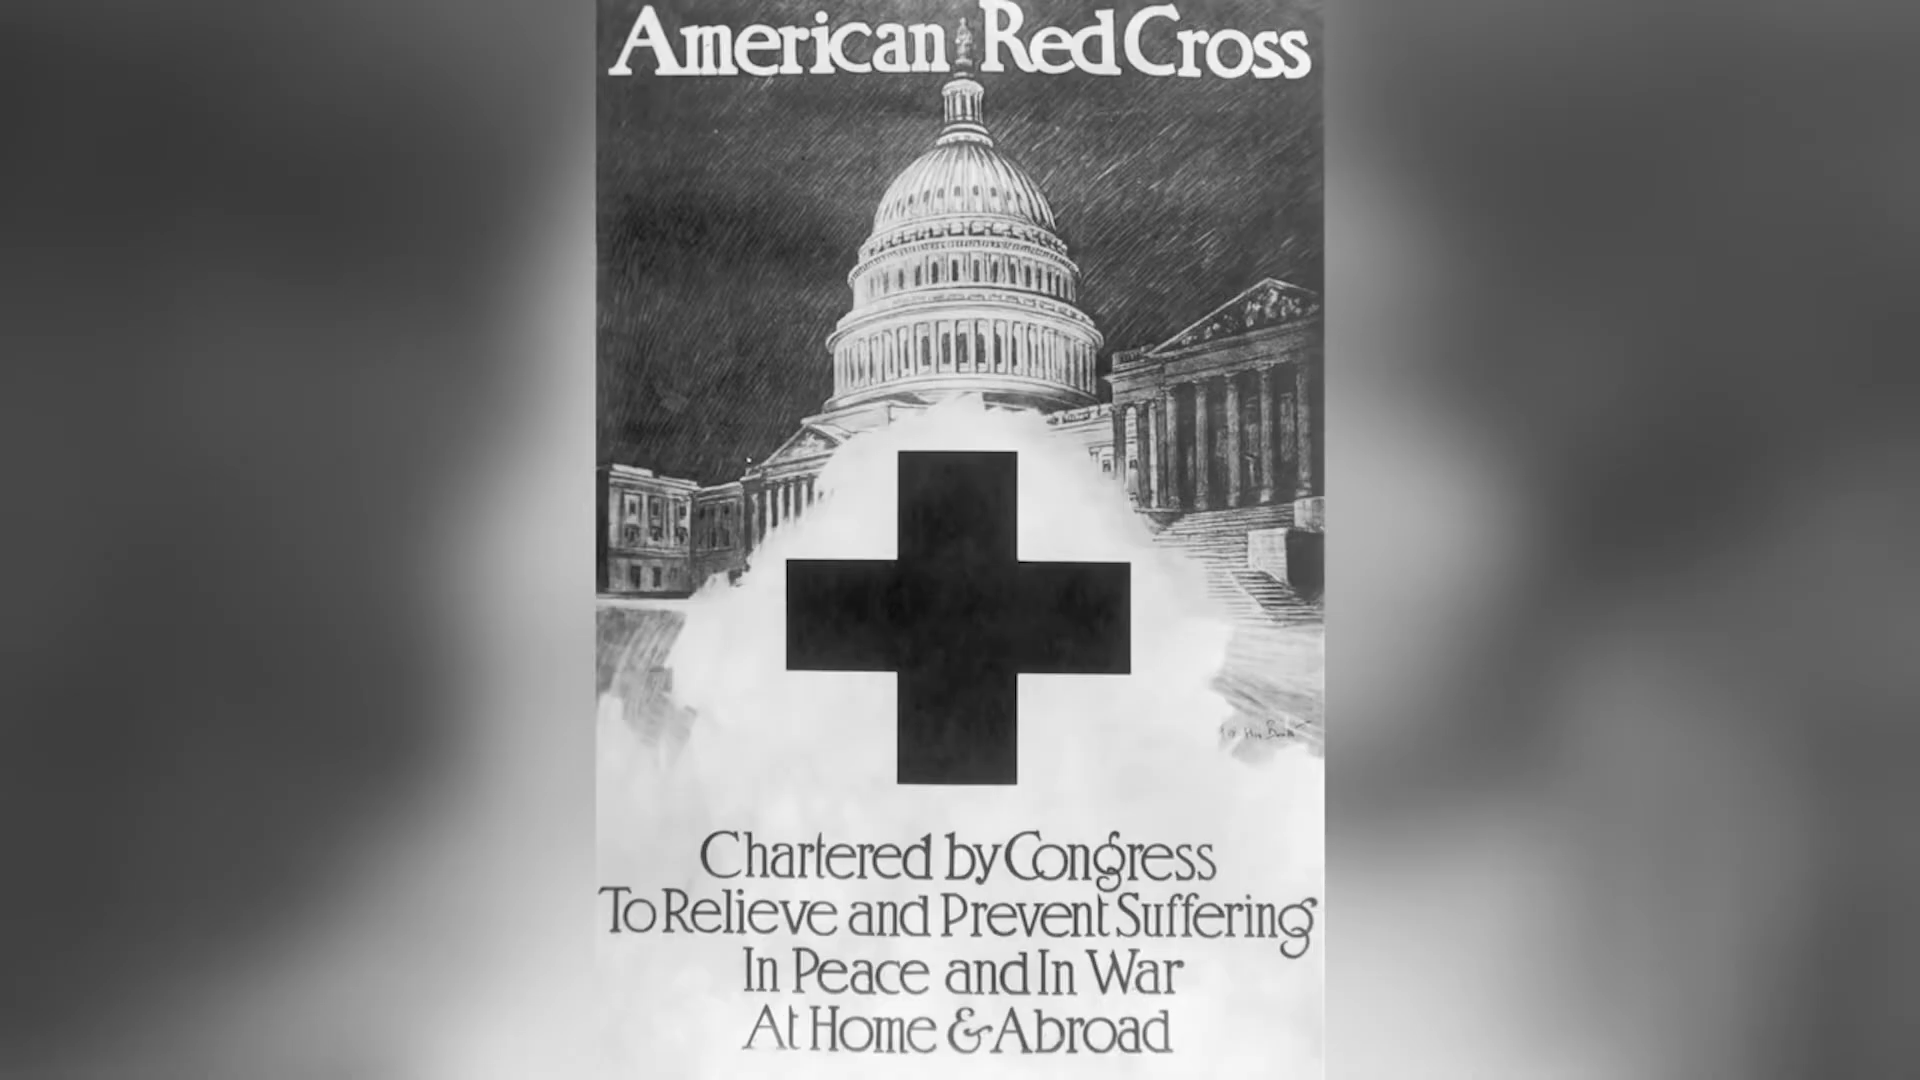 American Red Cross
Chartered by Congress
To Relieve and Prevent Suffering
In Peace and In War
At Home & Abroad